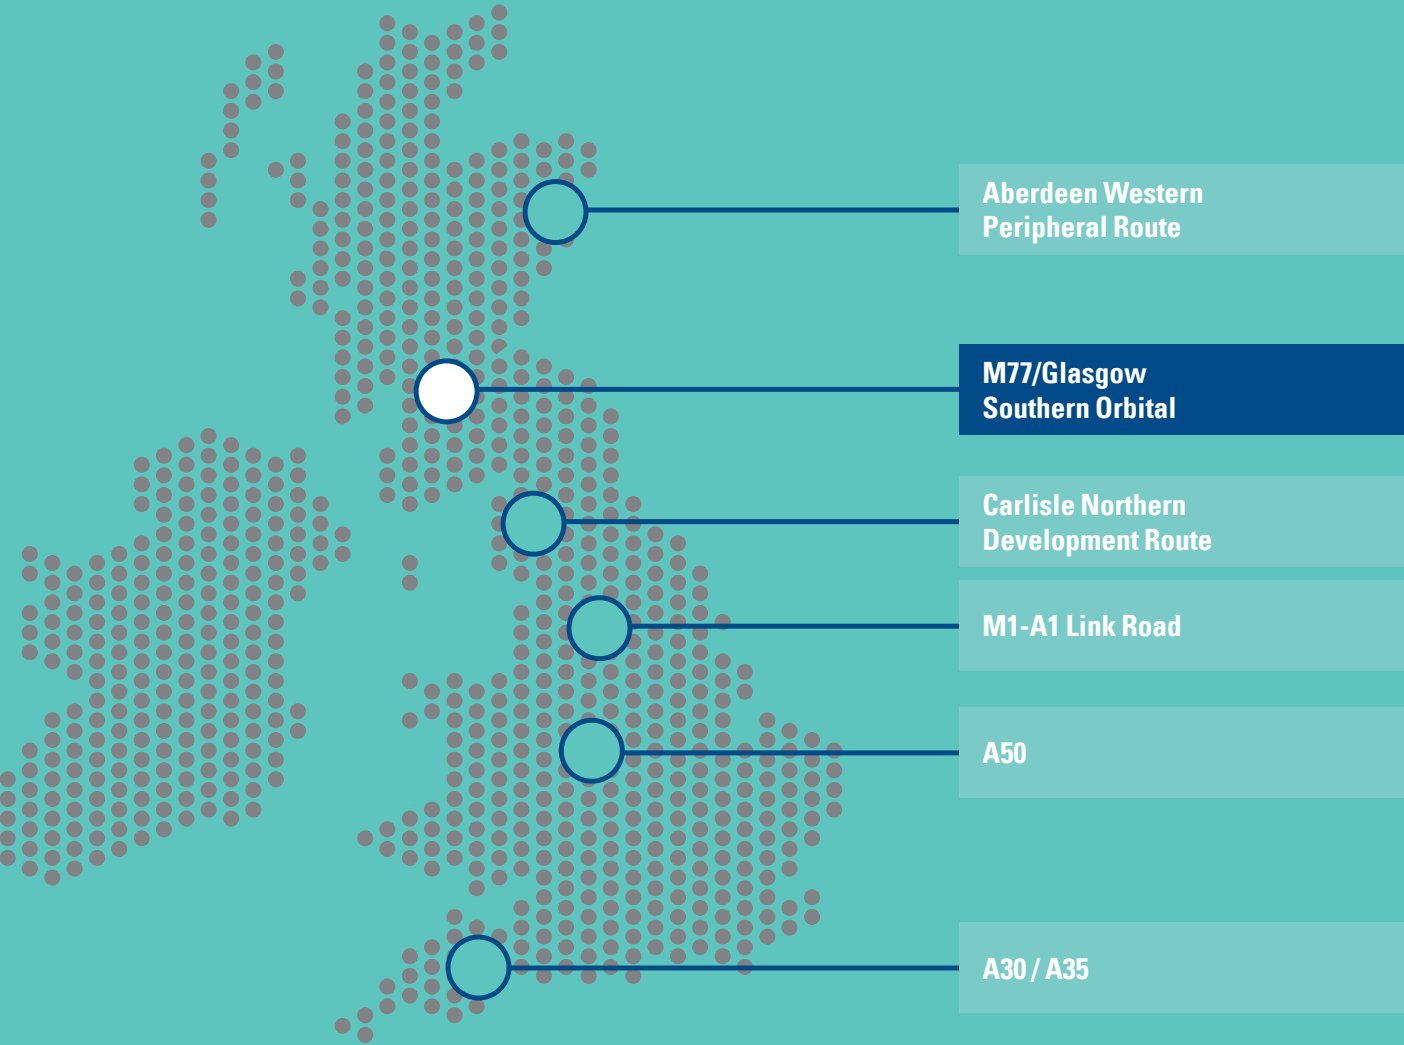 Aberdeen Western
Peripheral Route
M77/Glasgow
Southern Orbital
Carlisle Northern
Development Route
M1-A1 Link Road
A50
A30 / A35